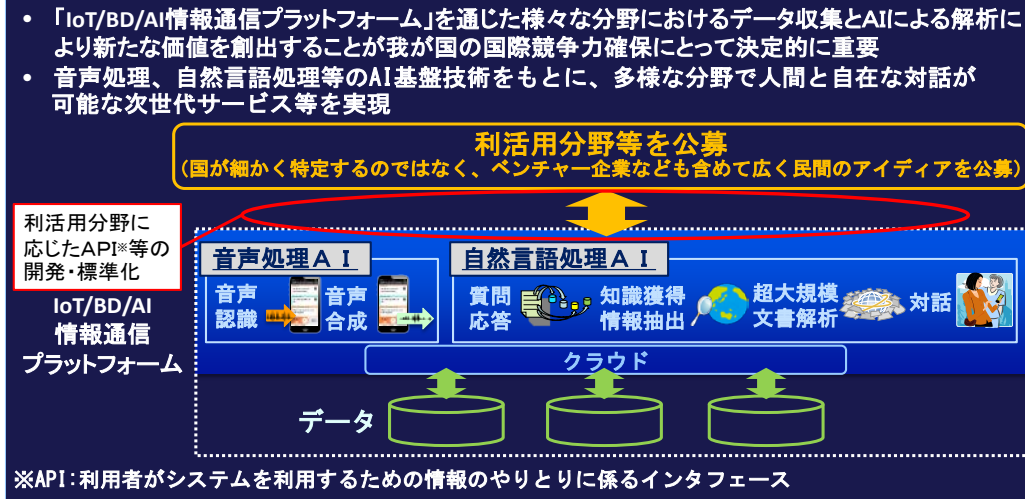 • 「IoT/BD/AI情報通信プラットフォーム」を通じた様々な分野におけるデータ収集とAIによる解析に
より新たな価値を創出することが我が国の国際競争力確保にとって決定的に重要
• 音声処理、自然言語処理等のAI基盤技術をもとに、多様な分野で人間と自在な対話が
可能な次世代サービス等を実現
利活用分野等を公募
(国が細かく特定するのではなく、ベンチャー企業なども含めて広く民間のアイディアを公募)
利活用分野に
応じたAPI※等の
開発・標準化
IoT/BD/AI
情報通信
プラットフォーム
音声処理AI
音声
認識
音声
合成
自然言語処理AI
質問
応答
知識獲得
情報抽出
超大規模
文書解析
対話
クラウド
データ
※API:利用者がシステムを利用するための情報のやりとりに係るインタフェース